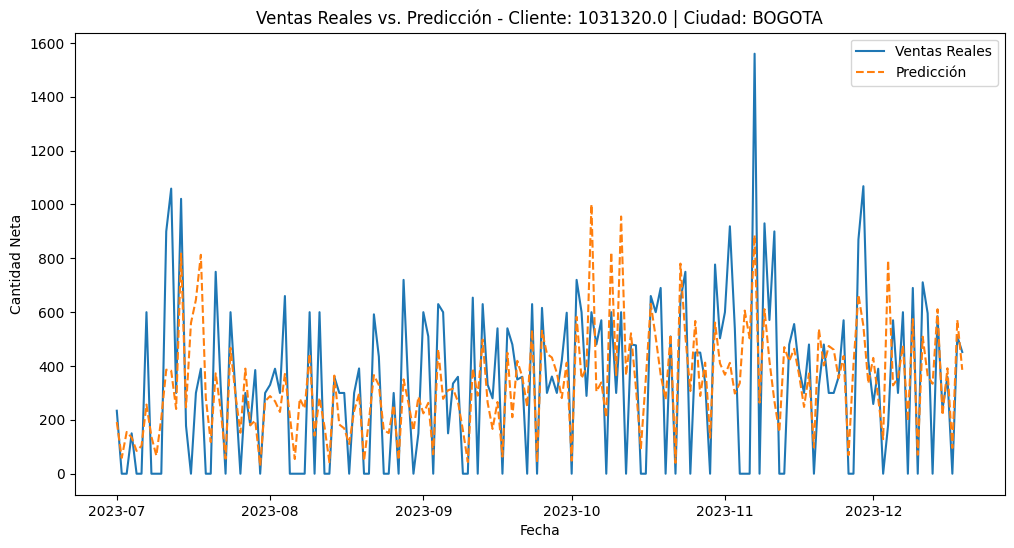 Ventas Reales vs. Predicción - Cliente: 1031320.0 | Ciudad: BOGOTA
Ventas Reales
Predicción
Cantidad Neta
1600
1400
1200
1000
800
600
400
200
0
2023-07 2023-08 2023-09 2023-10 2023-11 2023-12
Fecha